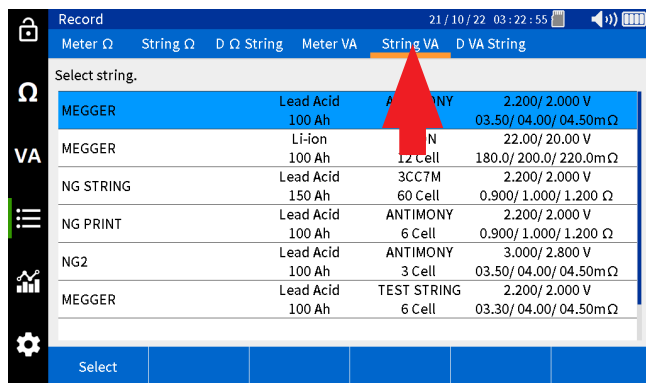 Record 21/10/22 03:22:55
Meter Ω String Ω D Ω String Meter VA String VA D VA String
Select string.
MEGGER Lead Acid 2.200/ 2.000 V
100 Ah 03.50/ 04.00/ 04.50mΩ
MEGGER Li-ion 22.00/ 20.00 V
100 Ah 12 Cell 180.0/ 200.0/ 220.0mΩ
NG STRING Lead Acid 3CC7M 2.200/ 2.000 V
150 Ah 60 Cell 0.900/ 1.000/ 1.200 Ω
NG PRINT Lead Acid ANTIMONY 2.200/ 2.000 V
100 Ah 6 Cell 0.900/ 1.000/ 1.200 Ω
NG2 Lead Acid ANTIMONY 3.000/ 2.800 V
100 Ah 3 Cell 03.50/ 04.00/ 04.50mΩ
MEGGER Lead Acid TEST STRING 2.200/ 2.000 V
100 Ah 6 Cell 03.30/ 04.00/ 04.50mΩ
Select
Ω
VA